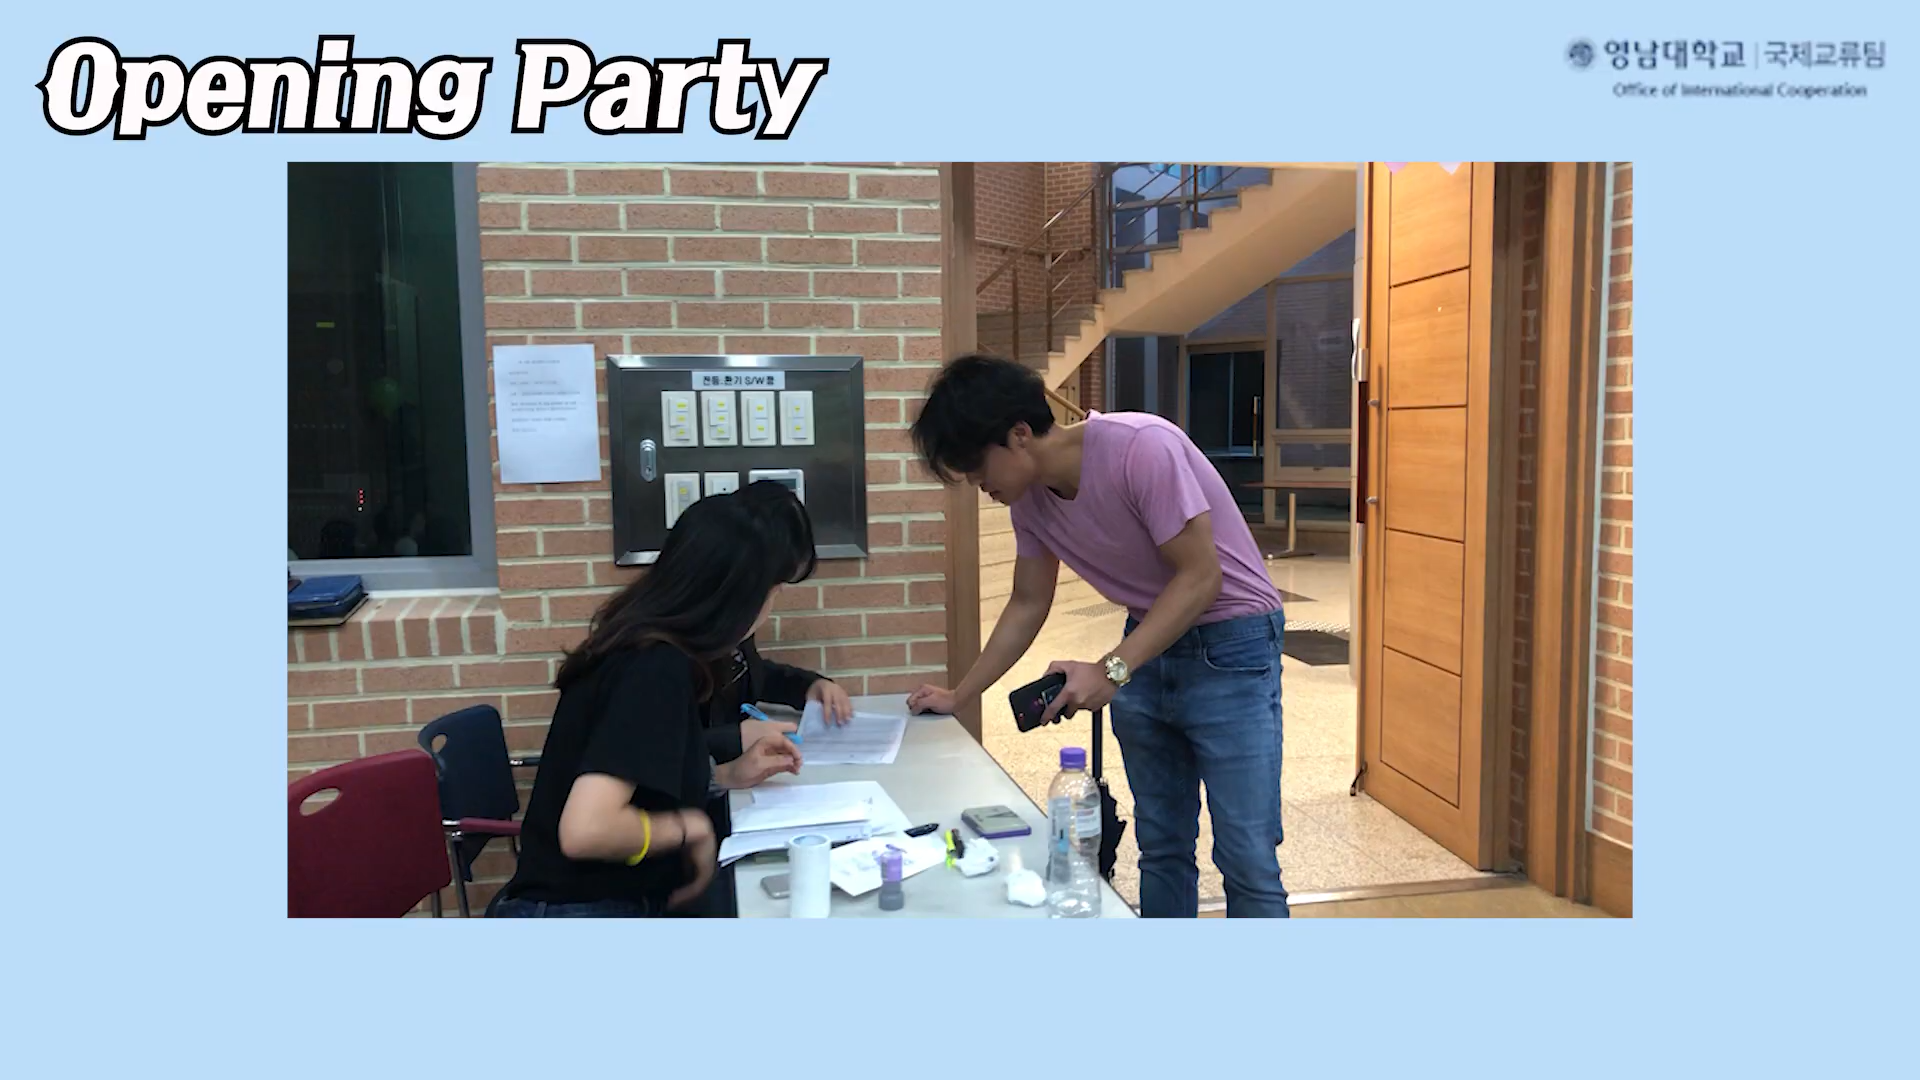 Opening Party
영남대학교 | 국제교류팀
Office of International Cooperation
전등.환기 S/W함